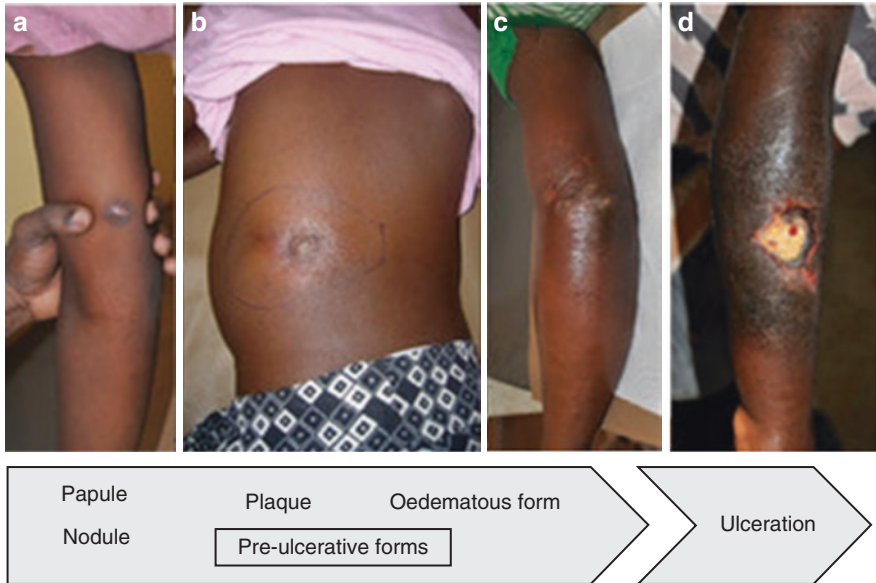 a
b
c
d
Papule
Nodule
Plaque
Oedematous form
Pre-ulcerative forms
Ulceration